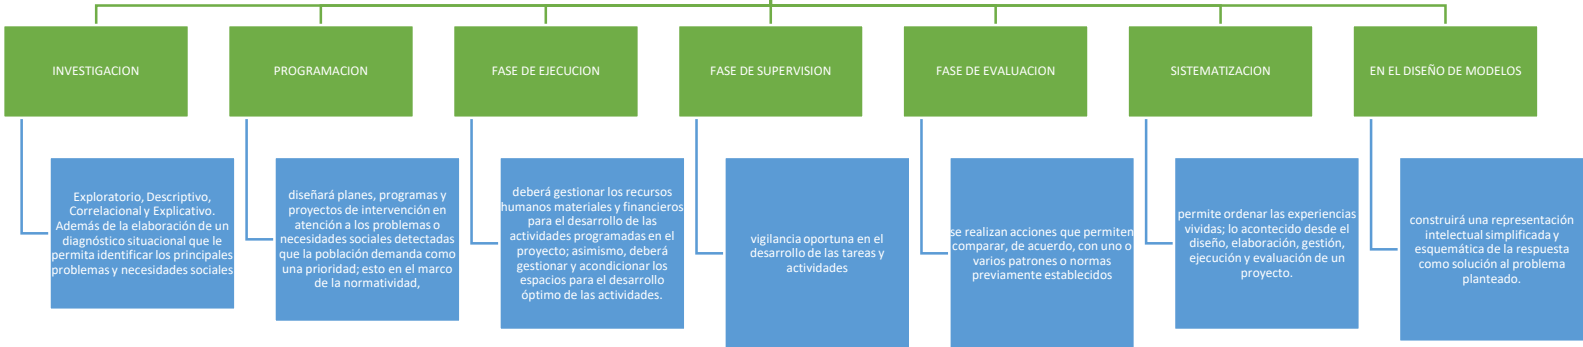 INVESTIGACION
Exploratorio, Descriptivo,
Correlacional y Explicativo.
Además de la elaboración de un
diagnóstico situacional que le
permita identificar los principales
problemas y necesidades sociales
PROGRAMACION
diseñará planes, programas y
proyectos de intervención en
atención a los problemas o
necesidades sociales detectadas
que la población demanda como
una prioridad; esto en el marco
de la normatividad,
FASE DE EJECUCION
deberá gestionar los recursos
humanos materiales y financieros
para el desarrollo de las
actividades programadas en el
proyecto; asimismo, deberá
gestionar y acondicionar los
espacios para el desarrollo
óptimo de las actividades.
FASE DE SUPERVISION
vigilancia oportuna en el
desarrollo de las tareas y
actividades
FASE DE EVALUACION
se realizan acciones que permiten
comparar, de acuerdo, con uno o
varios patrones o normas
previamente establecidos
SISTEMATIZACION
permite ordenar las experiencias
vividas; lo acontecido desde el
diseño, elaboración, gestión,
ejecución y evaluación de un
proyecto.
EN EL DISEÑO DE MODELOS
construirá una representación
intelectual simplificada y
esquemática de la respuesta
como solución al problema
planteado.